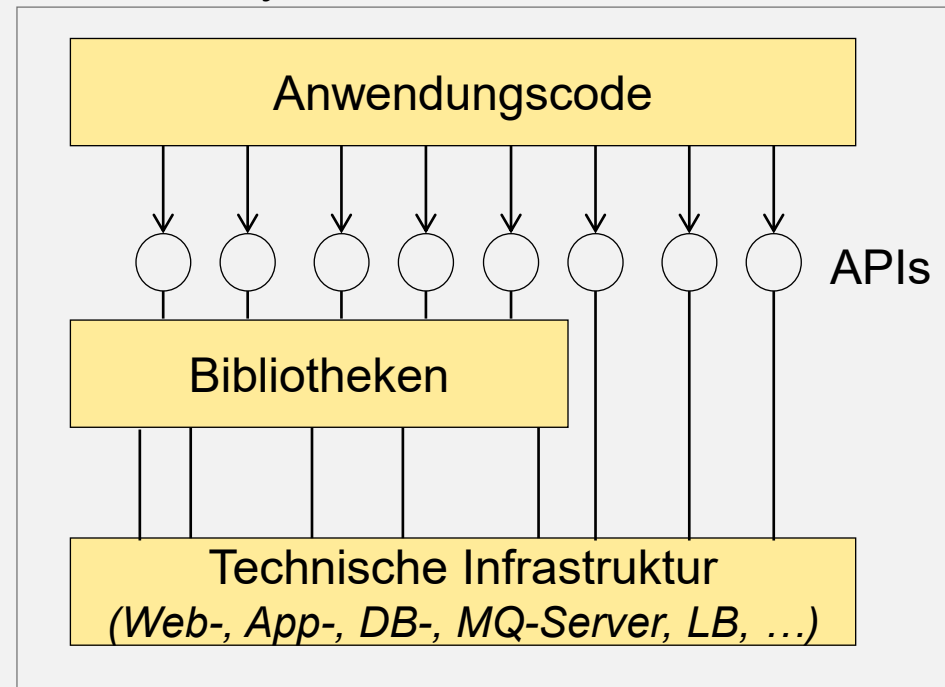 Anwendungscode
APIs
Bibliotheken
Technische Infrastruktur
(Web-, App-, DB-, MQ-Server, LB, …)